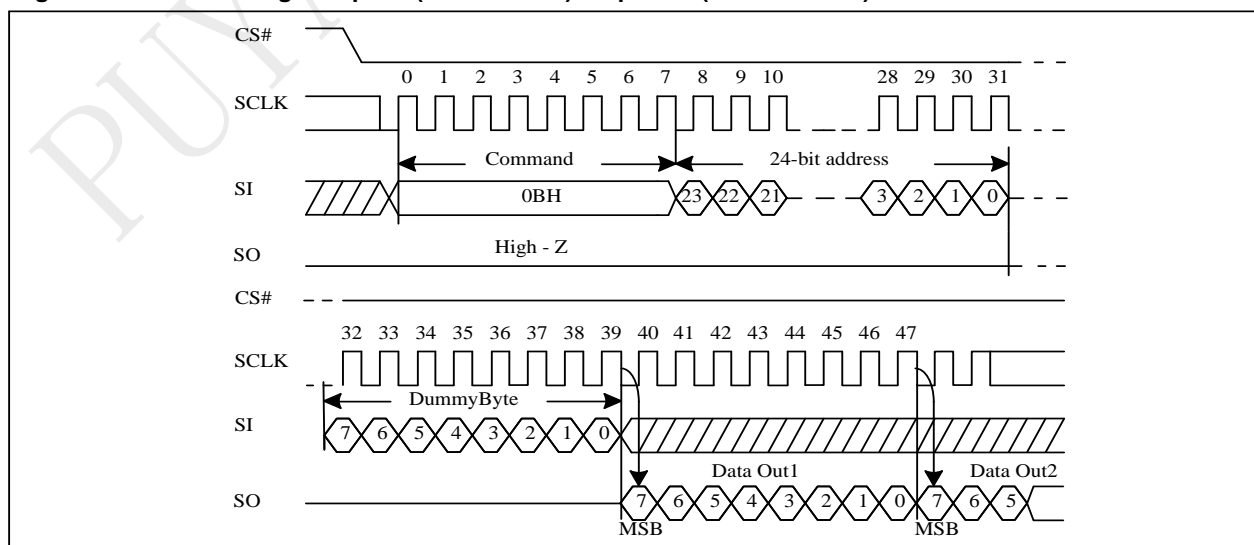 CS#
0 1 2 3 4 5 6 7 8 9 10 28 29 30 31
SCLK
Command 24-bit address
SI 0BH 23 22 21 3 2 1 0
SO High - Z
CS#
32 33 34 35 36 37 38 39 40 41 42 43 44 45 46 47
SCLK
DummyByte
SI 7 6 5 4 3 2 1 0
Data Out1 Data Out2
SO 7 6 5 4 3 2 1 0 7 6 5
MSB MSB
PUYA